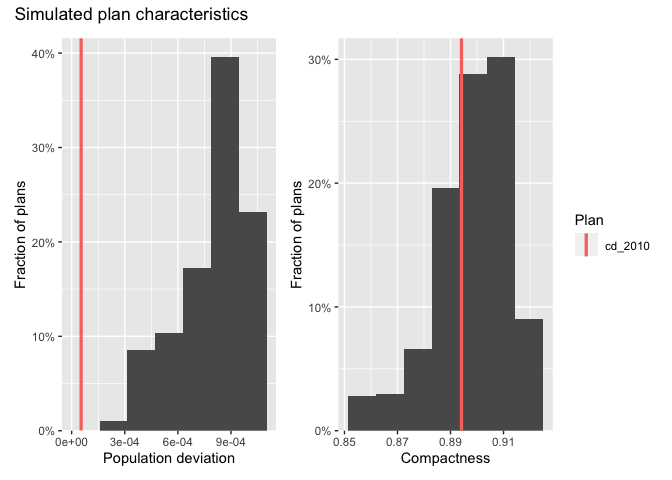 Simulated plan characteristics
40%
30%
20%
10%
0%
Fraction of plans
0e+00 3e-04 6e-04 9e-04
Population deviation
30%
20%
10%
0%
Fraction of plans
0.85 0.87 0.89 0.91
Compactness
Plan
cd_2010